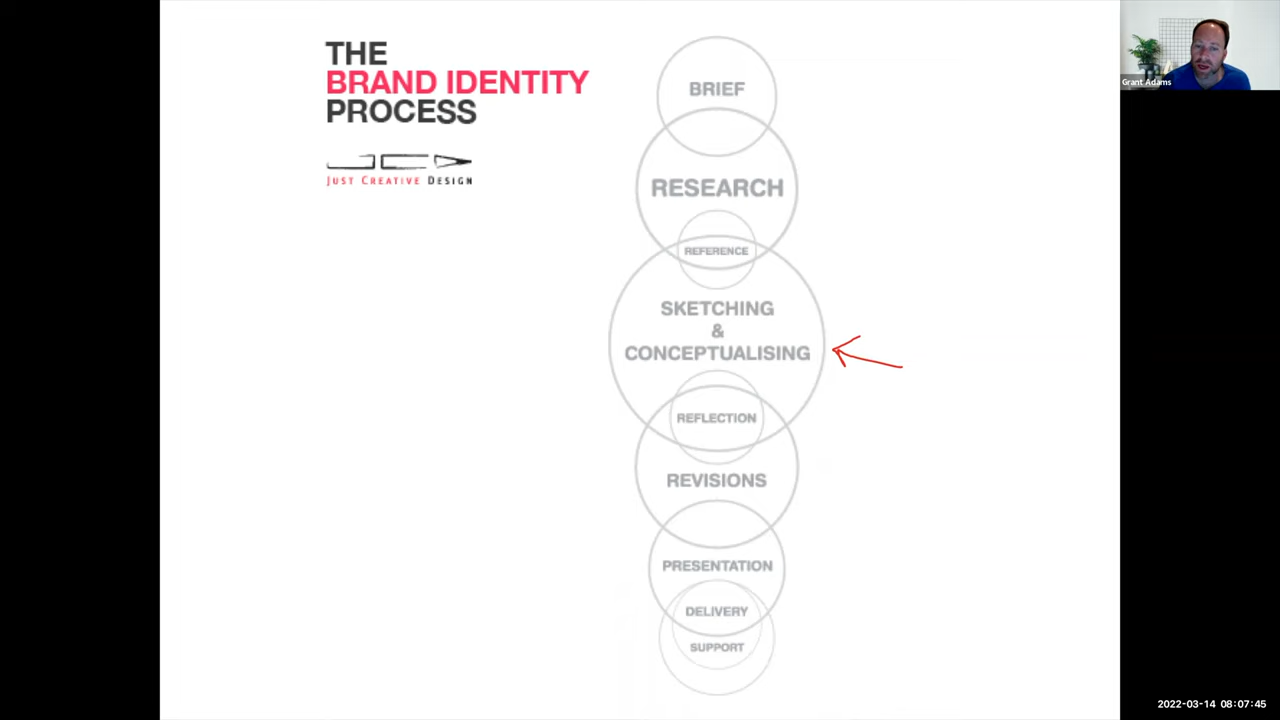 THE
BRAND IDENTITY
PROCESS
JCD
JUST CREATIVE DESIGN
BRIEF
RESEARCH
REFERENCE
SKETCHING
&
CONCEPTUALISING
REFLECTION
REVISIONS
PRESENTATION
DELIVERY
SUPPORT
Grant Adams
2022-03-14 08:07:45